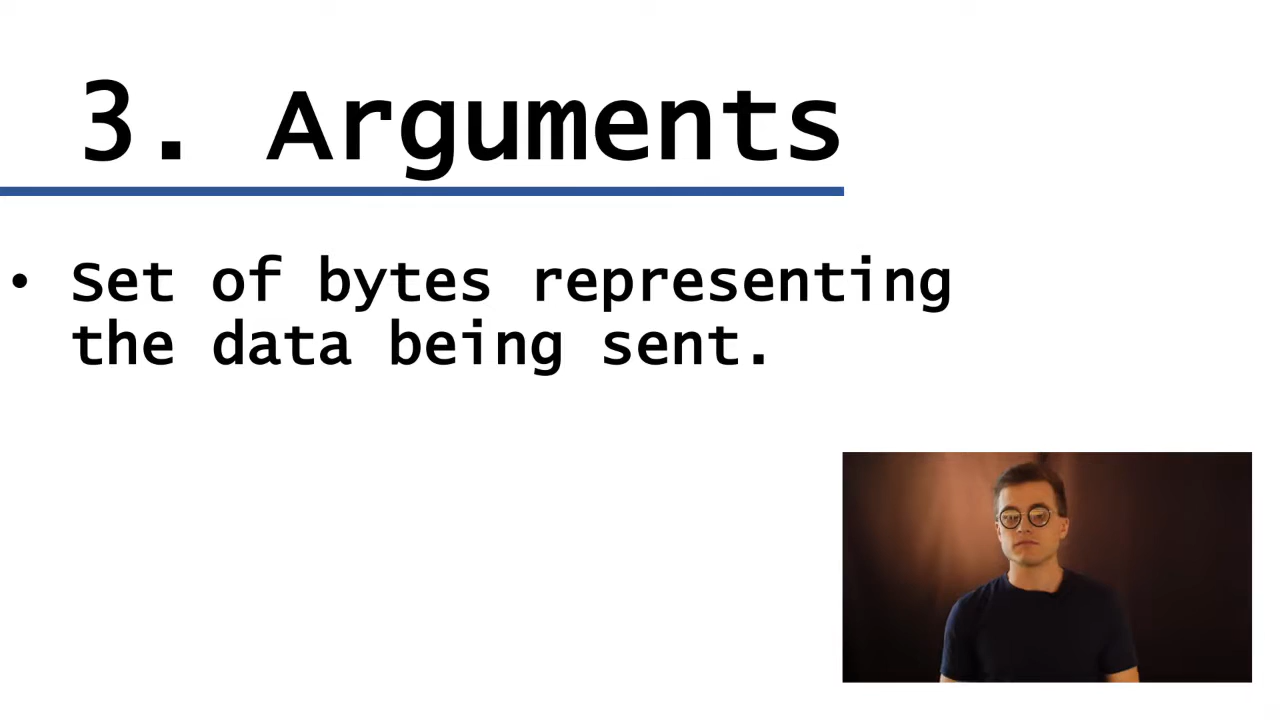 3. Arguments
• Set of bytes representing
the data being sent.